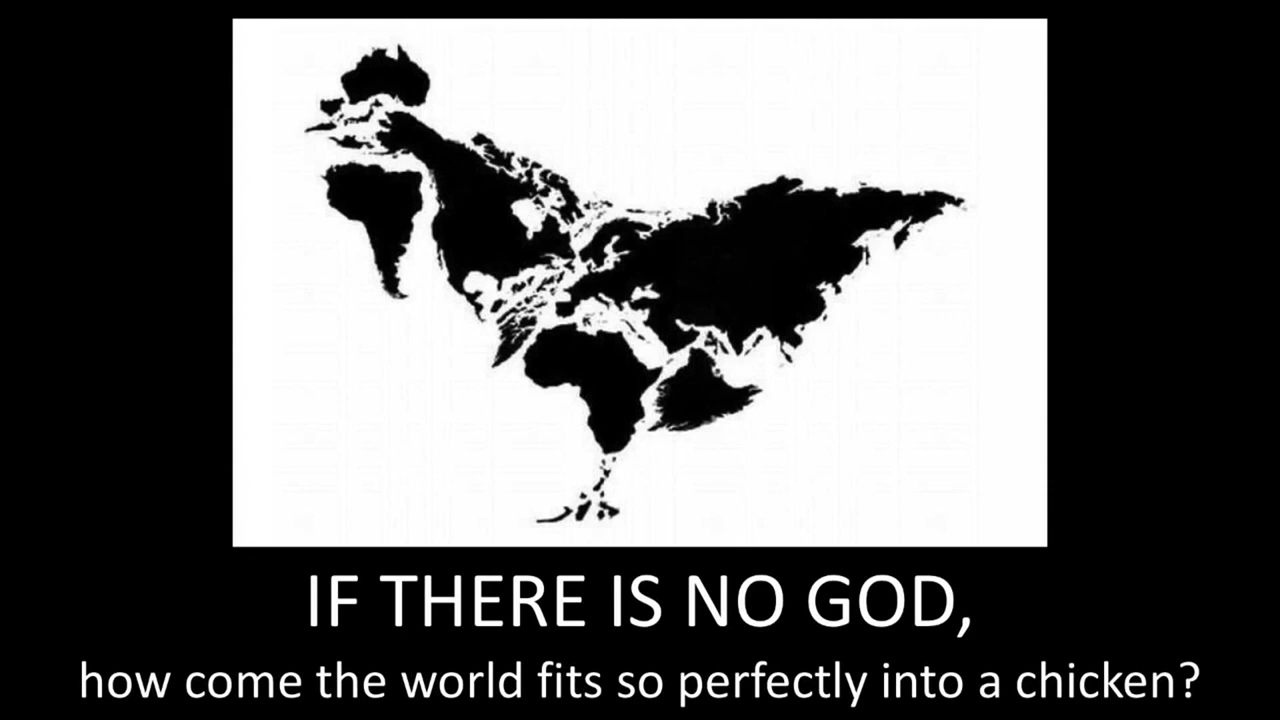 IF THERE IS NO GOD,
how come the world fits so perfectly into a chicken?